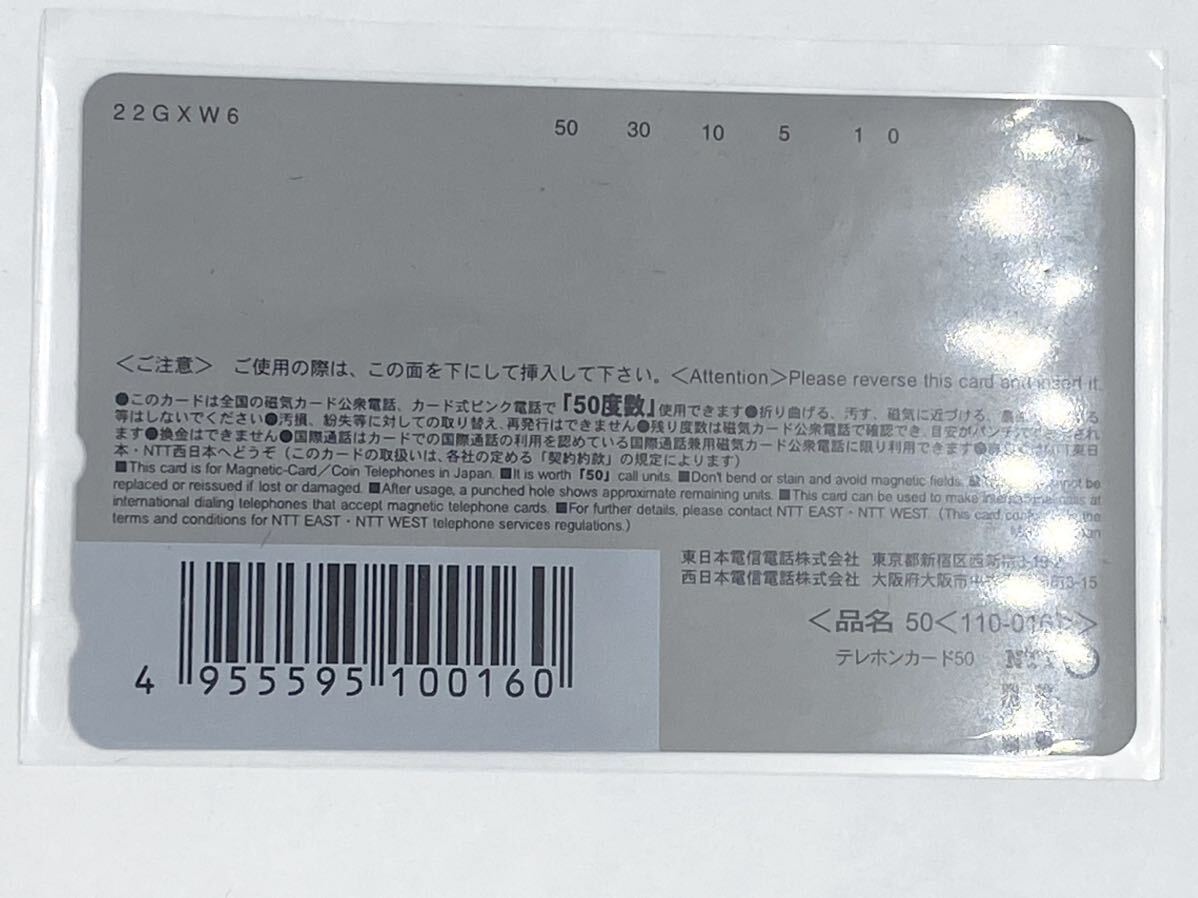 22GXW6
50 30 10 5 1 0
＜ご注意＞ ご使用の際は、この面を下にして挿入して下さい。＜Attention＞Please reverse this card and insert it.
●このカードは全国の磁気カード公衆電話、カード式ピンク電話で「50度数」使用できます●折り曲げる、汚す、磁気に近づける、
等はしないでください●汚損、紛失等に対しての取り替え、再発行はできません●残り度数は磁気カード公衆電話で確認でき、目安がパンチ
ます●換金はできません●国際通話はカードでの国際通話の利用を認めている国際通話兼用磁気カード公衆電話に限り利用できます●
本・NTT西日本へどうぞ（このカードの取扱いは、各社の定める「契約約款」の規定によります）
■This card is for Magnetic-Card／Coin Telephones in Japan. ■It is worth「50」call units. ■Don't bend or stain and avoid magnetic fields. be
replaced or reissued if lost or damaged. ■After usage, a punched hole shows approximate remaining units. ■This card can be used to make at
international dialing telephones that accept magnetic telephone cards. ■For further details, please contact NTT EAST・NTT WEST. (This card the
terms and conditions for NTT EAST・NTT WEST telephone services regulations.)
東日本電信電話株式会社 東京都新宿区西新宿
西日本電信電話株式会社 大阪府大阪市 3-15
＜品名 50＜110-016＞＞
テレホンカード50 NTT
4 955595 100160